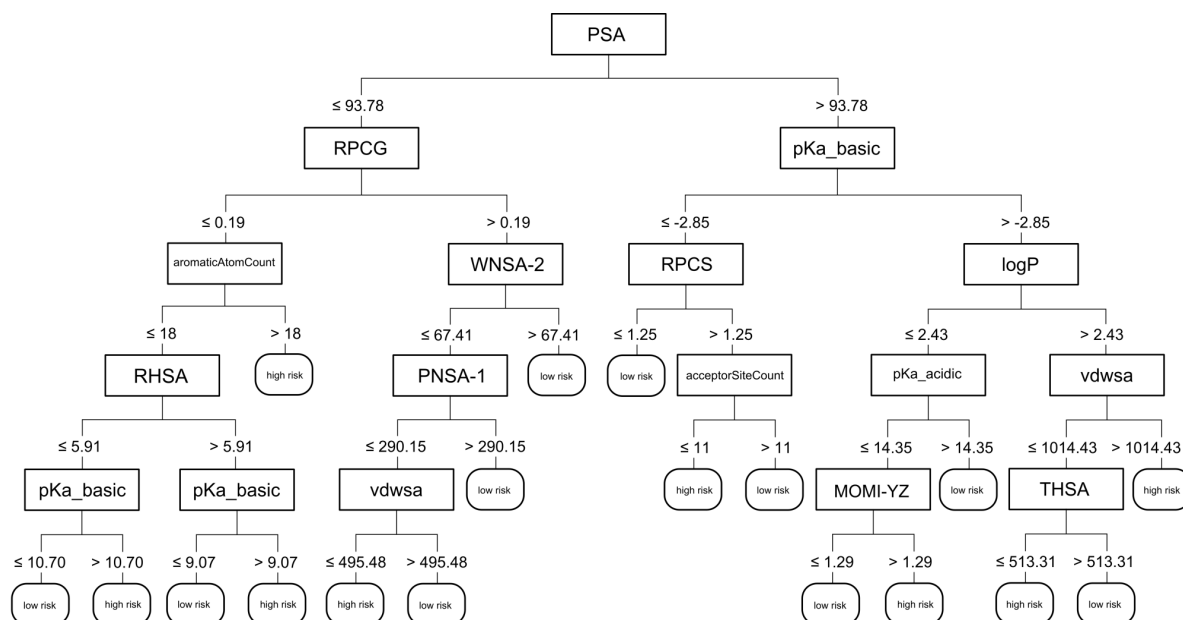 PSA
≤ 93.78 > 93.78
RPCG pKa_basic
≤ 0.19 > 0.19 ≤ -2.85 > -2.85
aromaticAtomCount WNSA-2 RPCS logP
≤ 18 > 18 ≤ 67.41 > 67.41 ≤ 1.25 > 1.25 ≤ 2.43 > 2.43
RHSA high risk PNSA-1 low risk low risk acceptorSiteCount pKa_acidic vdwsa
≤ 5.91 > 5.91 ≤ 290.15 > 290.15 ≤ 11 > 11 ≤ 14.35 > 14.35 ≤ 1014.43 > 1014.43
pKa_basic pKa_basic vdwsa low risk high risk low risk MOMI-YZ low risk THSA high risk
≤ 10.70 > 10.70 ≤ 9.07 > 9.07 ≤ 495.48 > 495.48 ≤ 1.29 > 1.29 ≤ 513.31 > 513.31
low risk high risk low risk high risk high risk low risk low risk high risk high risk low risk